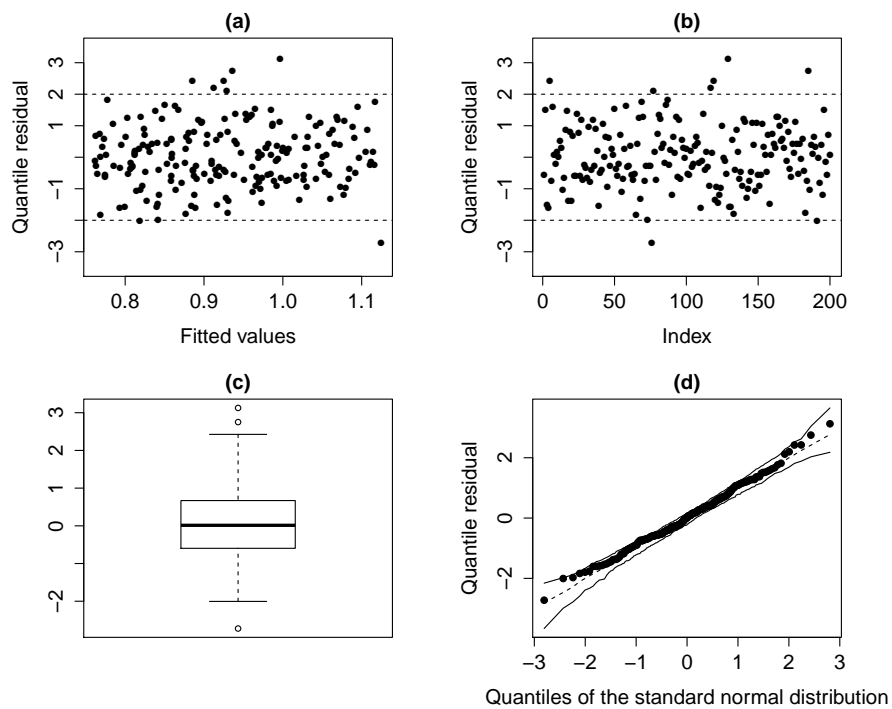 (a)
Quantile residual
3
2
1
−1
−3
0.8 0.9 1.0 1.1
Fitted values
(b)
Quantile residual
3
2
1
−1
−3
0 50 100 150 200
Index
(c)
3
2
1
0
−2
(d)
Quantile residual
2
0
−2
−3 −2 −1 0 1 2 3
Quantiles of the standard normal distribution